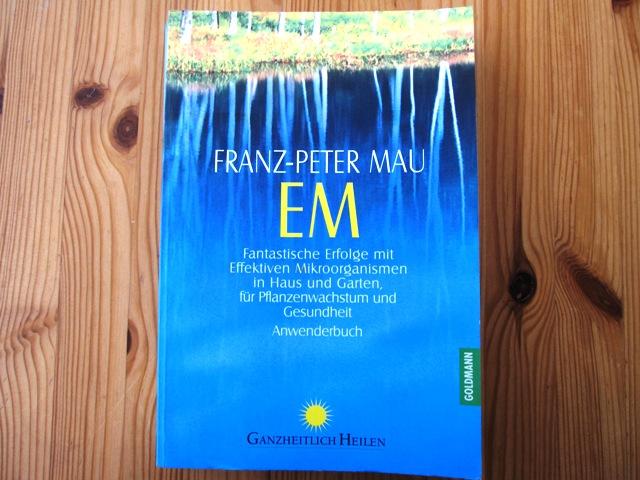 FRANZ-PETER MAU
EM
Fantastische Erfolge mit
Effektiven Mikroorganismen
in Haus und Garten,
für Pflanzenwachstum und
Gesundheit
Anwenderbuch
GOLDMANN
GANZHEITLICH HEILEN